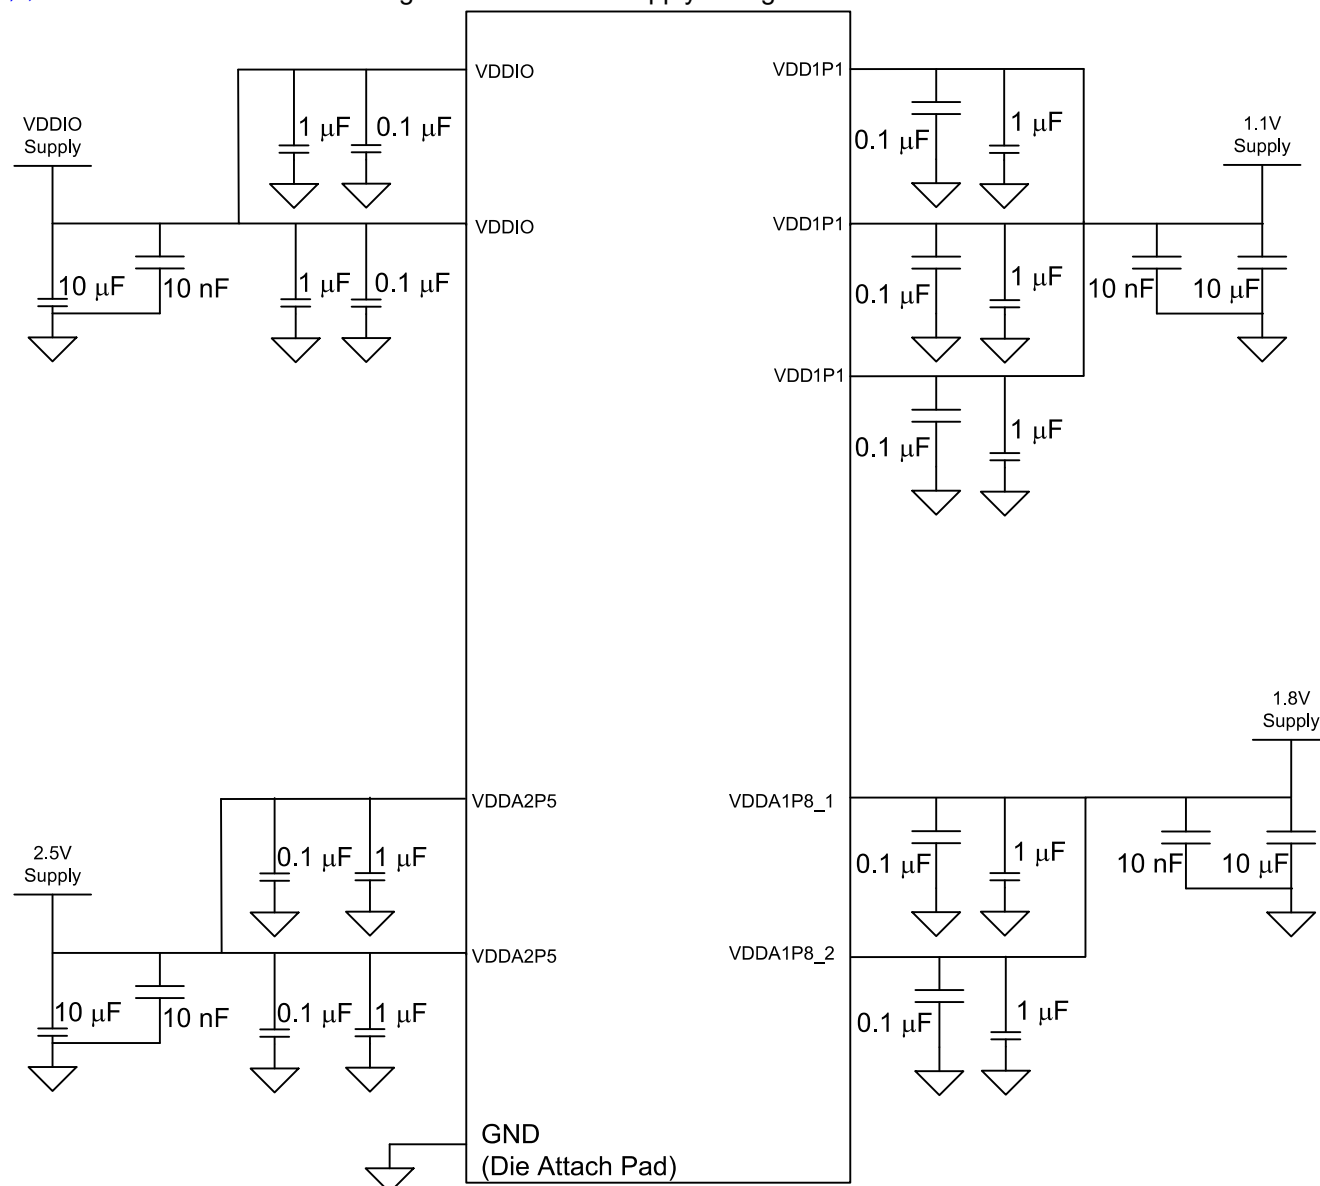 VDDIO
VDD1P1
1 μF
0.1 μF
0.1 μF
1 μF
VDDIO
Supply
1.1V
Supply
VDDIO
VDD1P1
10 μF
10 nF
1 μF
0.1 μF
0.1 μF
1 μF
10 nF
10 μF
VDD1P1
0.1 μF
1 μF
1.8V
Supply
VDDA2P5
VDDA1P8_1
2.5V
Supply
0.1 μF
1 μF
0.1 μF
1 μF
10 nF
10 μF
VDDA2P5
VDDA1P8_2
10 μF
10 nF
0.1 μF
1 μF
0.1 μF
1 μF
GND
(Die Attach Pad)